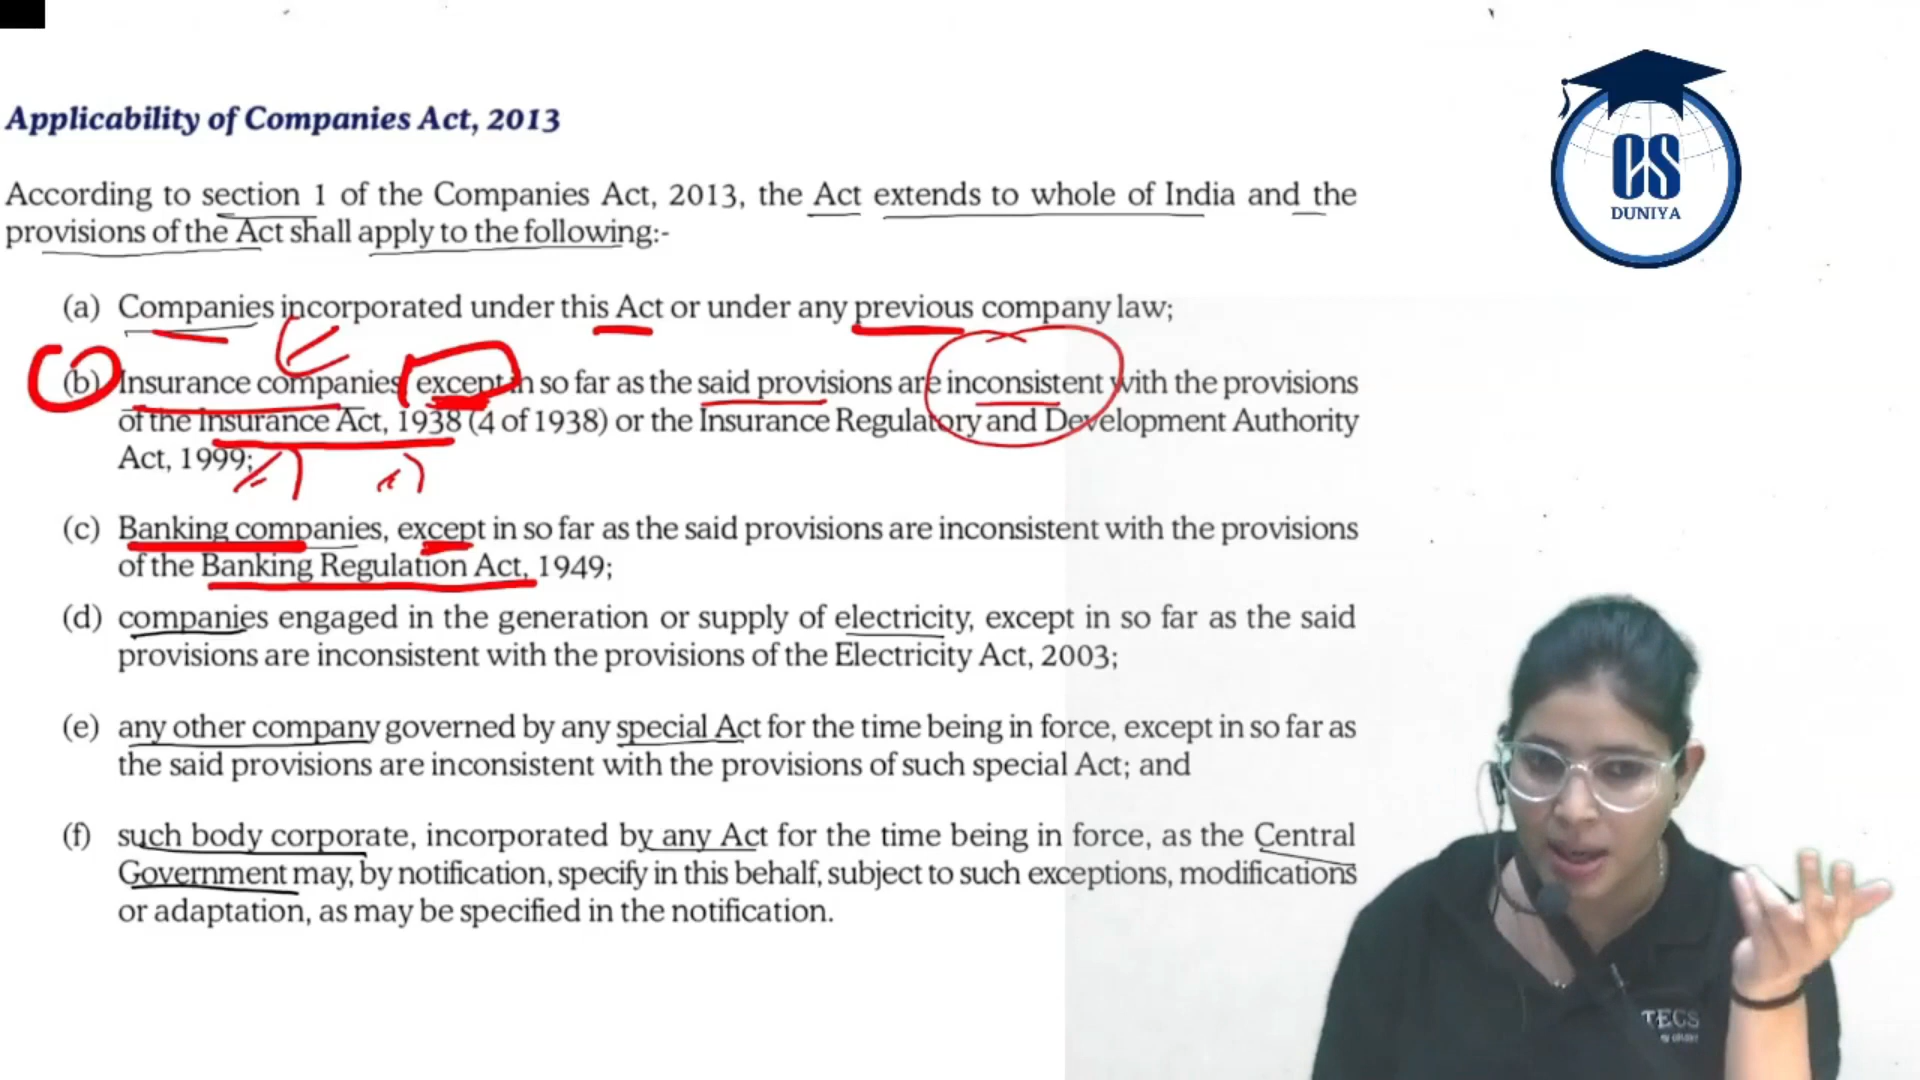 Applicability of Companies Act, 2013
According to section 1 of the Companies Act, 2013, the Act extends to whole of India and the
provisions of the Act shall apply to the following:-
(a) Companies incorporated under this Act or under any previous company law;
(b) Insurance companies except in so far as the said provisions are inconsistent with the provisions
of the Insurance Act, 1938 (4 of 1938) or the Insurance Regulatory and Development Authority
Act, 1999;
(c) Banking companies, except in so far as the said provisions are inconsistent with the provisions
of the Banking Regulation Act, 1949;
(d) companies engaged in the generation or supply of electricity, except in so far as the said
provisions are inconsistent with the provisions of the Electricity Act, 2003;
(e) any other company governed by any special Act for the time being in force, except in so far as
the said provisions are inconsistent with the provisions of such special Act; and
(f) such body corporate, incorporated by any Act for the time being in force, as the Central
Government may, by notification, specify in this behalf, subject to such exceptions, modifications
or adaptation, as may be specified in the notification.
CS
DUNIYA
TECS